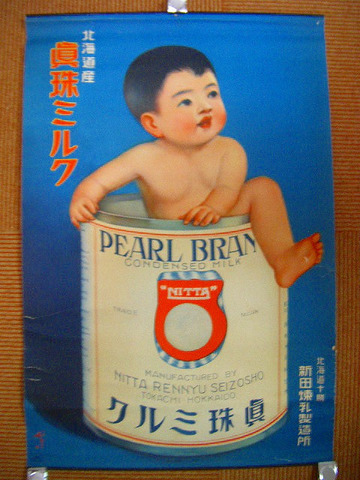 北海道産
眞珠ミルク
PEARL BRAN
CONDENSED MILK
"NITTA"
TRADE
MARK
MANUFACTURED BY
NITTA RENNYU SEIZOSHO
TOKACHI HOKKAIDO
クルミ珠眞
北海道十勝
新田煉乳製造所